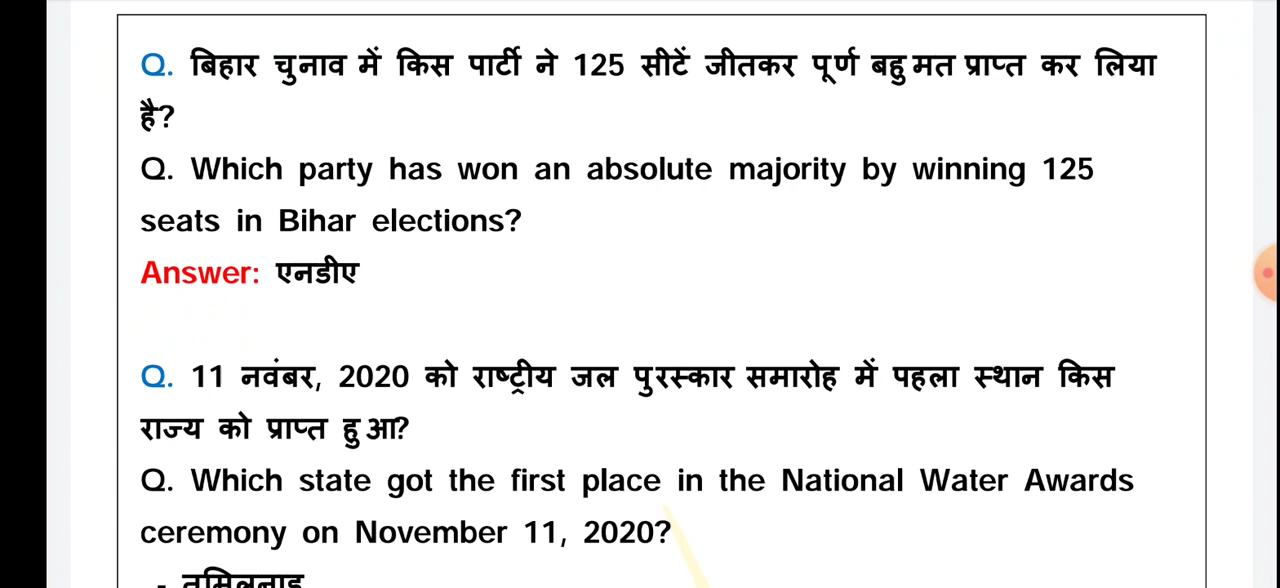 Q. बिहार चुनाव में किस पार्टी ने 125 सीटें जीतकर पूर्ण बहुमत प्राप्त कर लिया
है?
Q. Which party has won an absolute majority by winning 125
seats in Bihar elections?
Answer: एनडीए
Q. 11 नवंबर, 2020 को राष्ट्रीय जल पुरस्कार समारोह में पहला स्थान किस
राज्य को प्राप्त हुआ?
Q. Which state got the first place in the National Water Awards
ceremony on November 11, 2020?
- तमिलनाडु